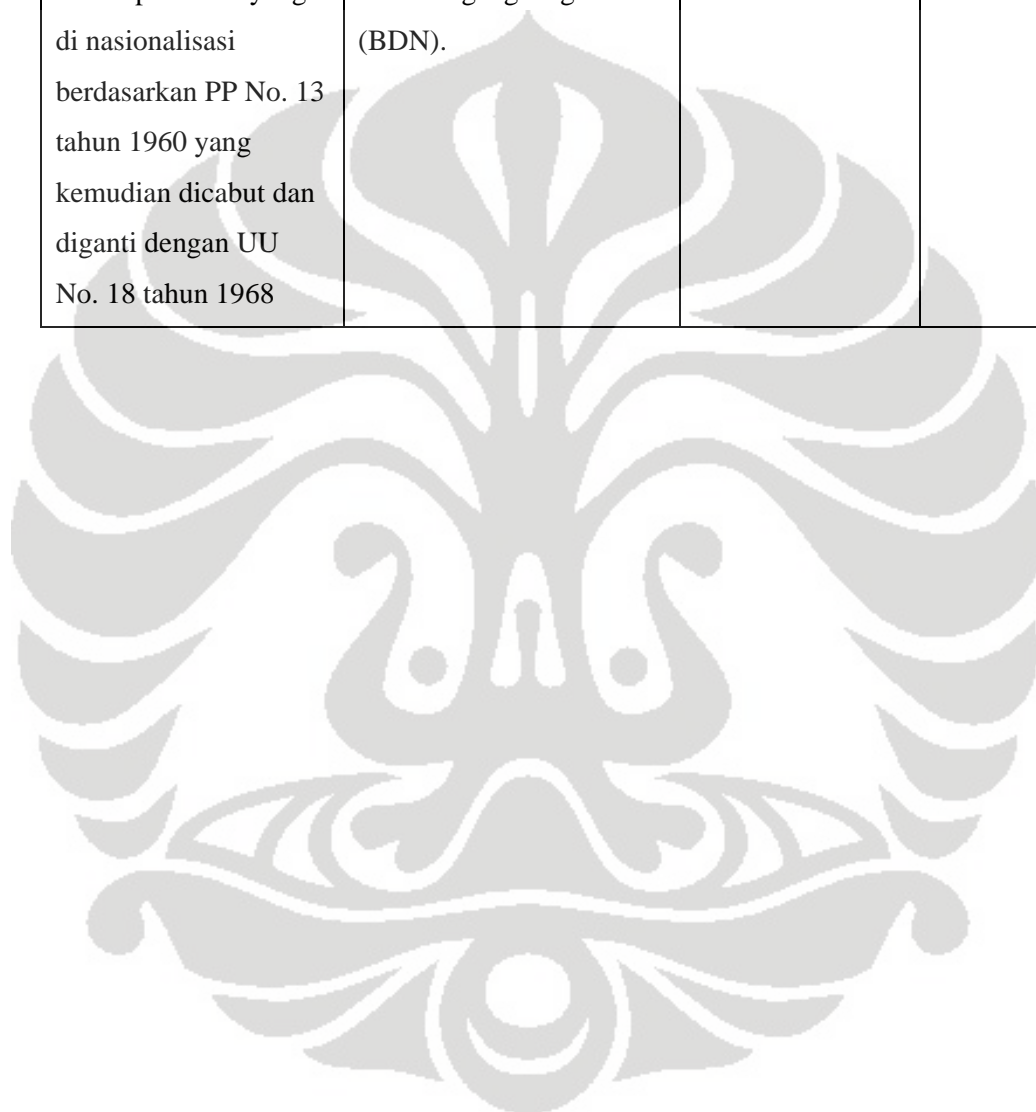 di nasionalisasi
(BDN).
berdasarkan PP No. 13
tahun 1960 yang
kemudian dicabut dan
diganti dengan UU
No. 18 tahun 1968